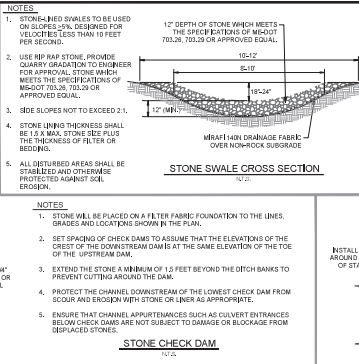 NOTES
1. STONE-LINED SWALES TO BE USED
ON SLOPES >5%. DESIGNED FOR
VELOCITIES LESS THAN 10 FEET
PER SECOND.
2. USE RIP RAP STONE, PROVIDE
QUARRY GRADATION TO ENGINEER
FOR APPROVAL. STONE WHICH
MEETS THE SPECIFICATIONS OF
ME-DOT 703.26, 703.29 OR
APPROVED EQUAL.
3. SIDE SLOPES NOT TO EXCEED 2:1.
4. STONE LINING THICKNESS SHALL
BE 1.5 X MAX. STONE SIZE PLUS
THE THICKNESS OF FILTER OR
BEDDING.
5. ALL DISTURBED AREAS SHALL BE
STABILIZED AND OTHERWISE
PROTECTED AGAINST SOIL
EROSION.
12" DEPTH OF STONE WHICH MEETS
THE SPECIFICATIONS OF ME-DOT
703.26, 703.29 OR APPROVED EQUAL.
10'-12'
8'-10'
18"-24"
12" (MIN.)
MIRAFI 140N DRAINAGE FABRIC
OVER NON-ROCK SUBGRADE
STONE SWALE CROSS SECTION
N.T.S.
NOTES
1. STONE WILL BE PLACED ON A FILTER FABRIC FOUNDATION TO THE LINES,
GRADES AND LOCATIONS SHOWN IN THE PLAN.
2. SET SPACING OF CHECK DAMS TO ASSUME THAT THE ELEVATIONS OF THE
CREST OF THE DOWNSTREAM DAM IS AT THE SAME ELEVATION OF THE TOE
OF THE UPSTREAM DAM.
3. EXTEND THE STONE A MINIMUM OF 1.5 FEET BEYOND THE DITCH BANKS TO
PREVENT CUTTING AROUND THE DAM.
4. PROTECT THE CHANNEL DOWNSTREAM OF THE LOWEST CHECK DAM FROM
SCOUR AND EROSION WITH STONE OR LINER AS APPROPRIATE.
5. ENSURE THAT CHANNEL APPURTENANCES SUCH AS CULVERT ENTRANCES
BELOW CHECK DAMS ARE NOT SUBJECT TO DAMAGE OR BLOCKAGE FROM
DISPLACED STONES.
STONE CHECK DAM
N.T.S.
OR
INSTALL
AROUND
OF STA